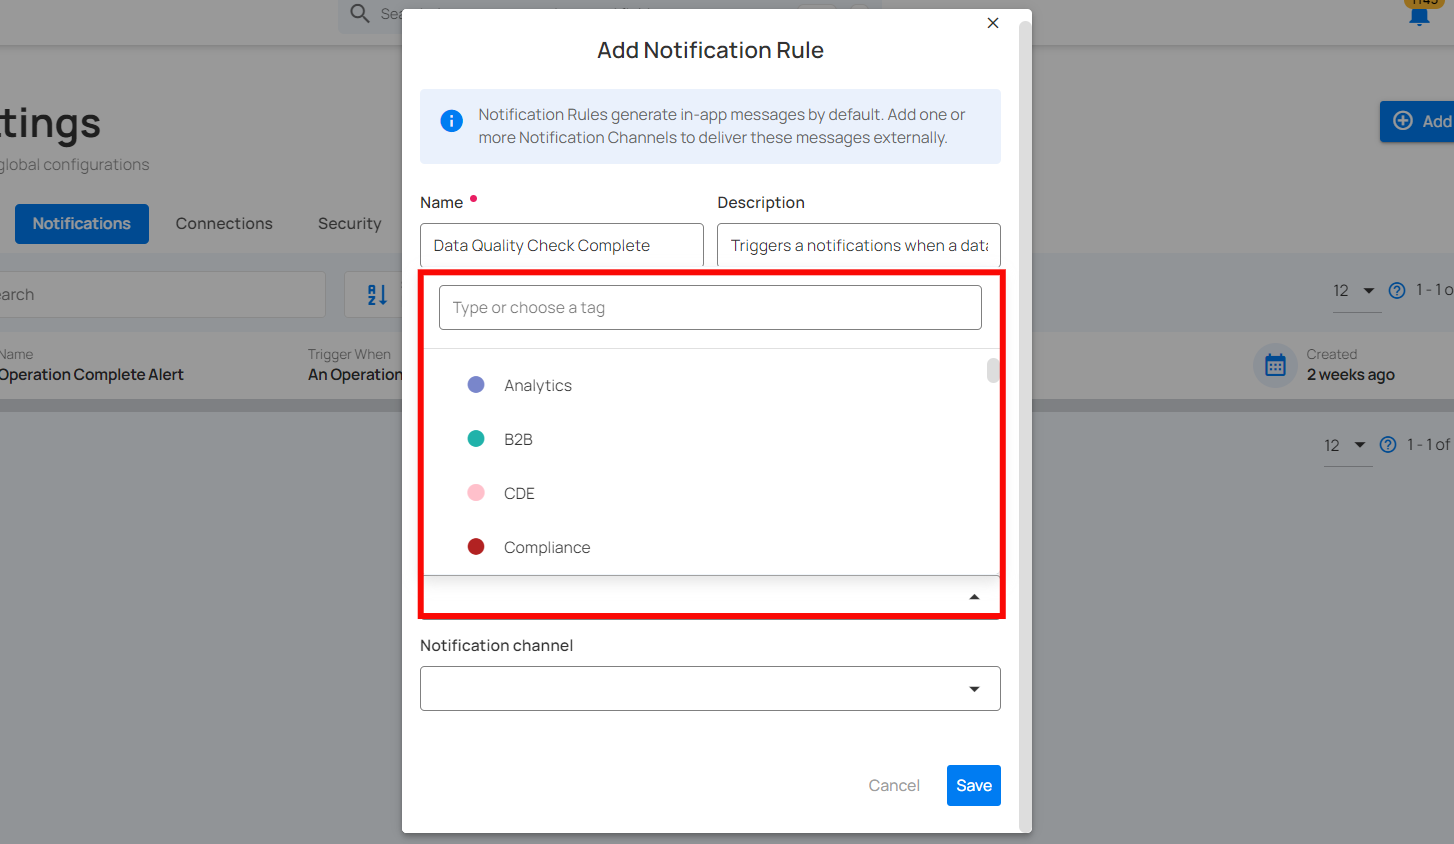 1145
Add Notification Rule
Notification Rules generate in-app messages by default. Add one or
more Notification Channels to deliver these messages externally.
tings
global configurations
Add
Notifications Connections Security
Name Description
Data Quality Check Complete Triggers a notifications when a data
earch
12 1 - 1 o
Type or choose a tag
Name Trigger When Created
Operation Complete Alert An Operation 2 weeks ago
Analytics
B2B
CDE
Compliance
12 1 - 1 of
Notification channel
Cancel Save